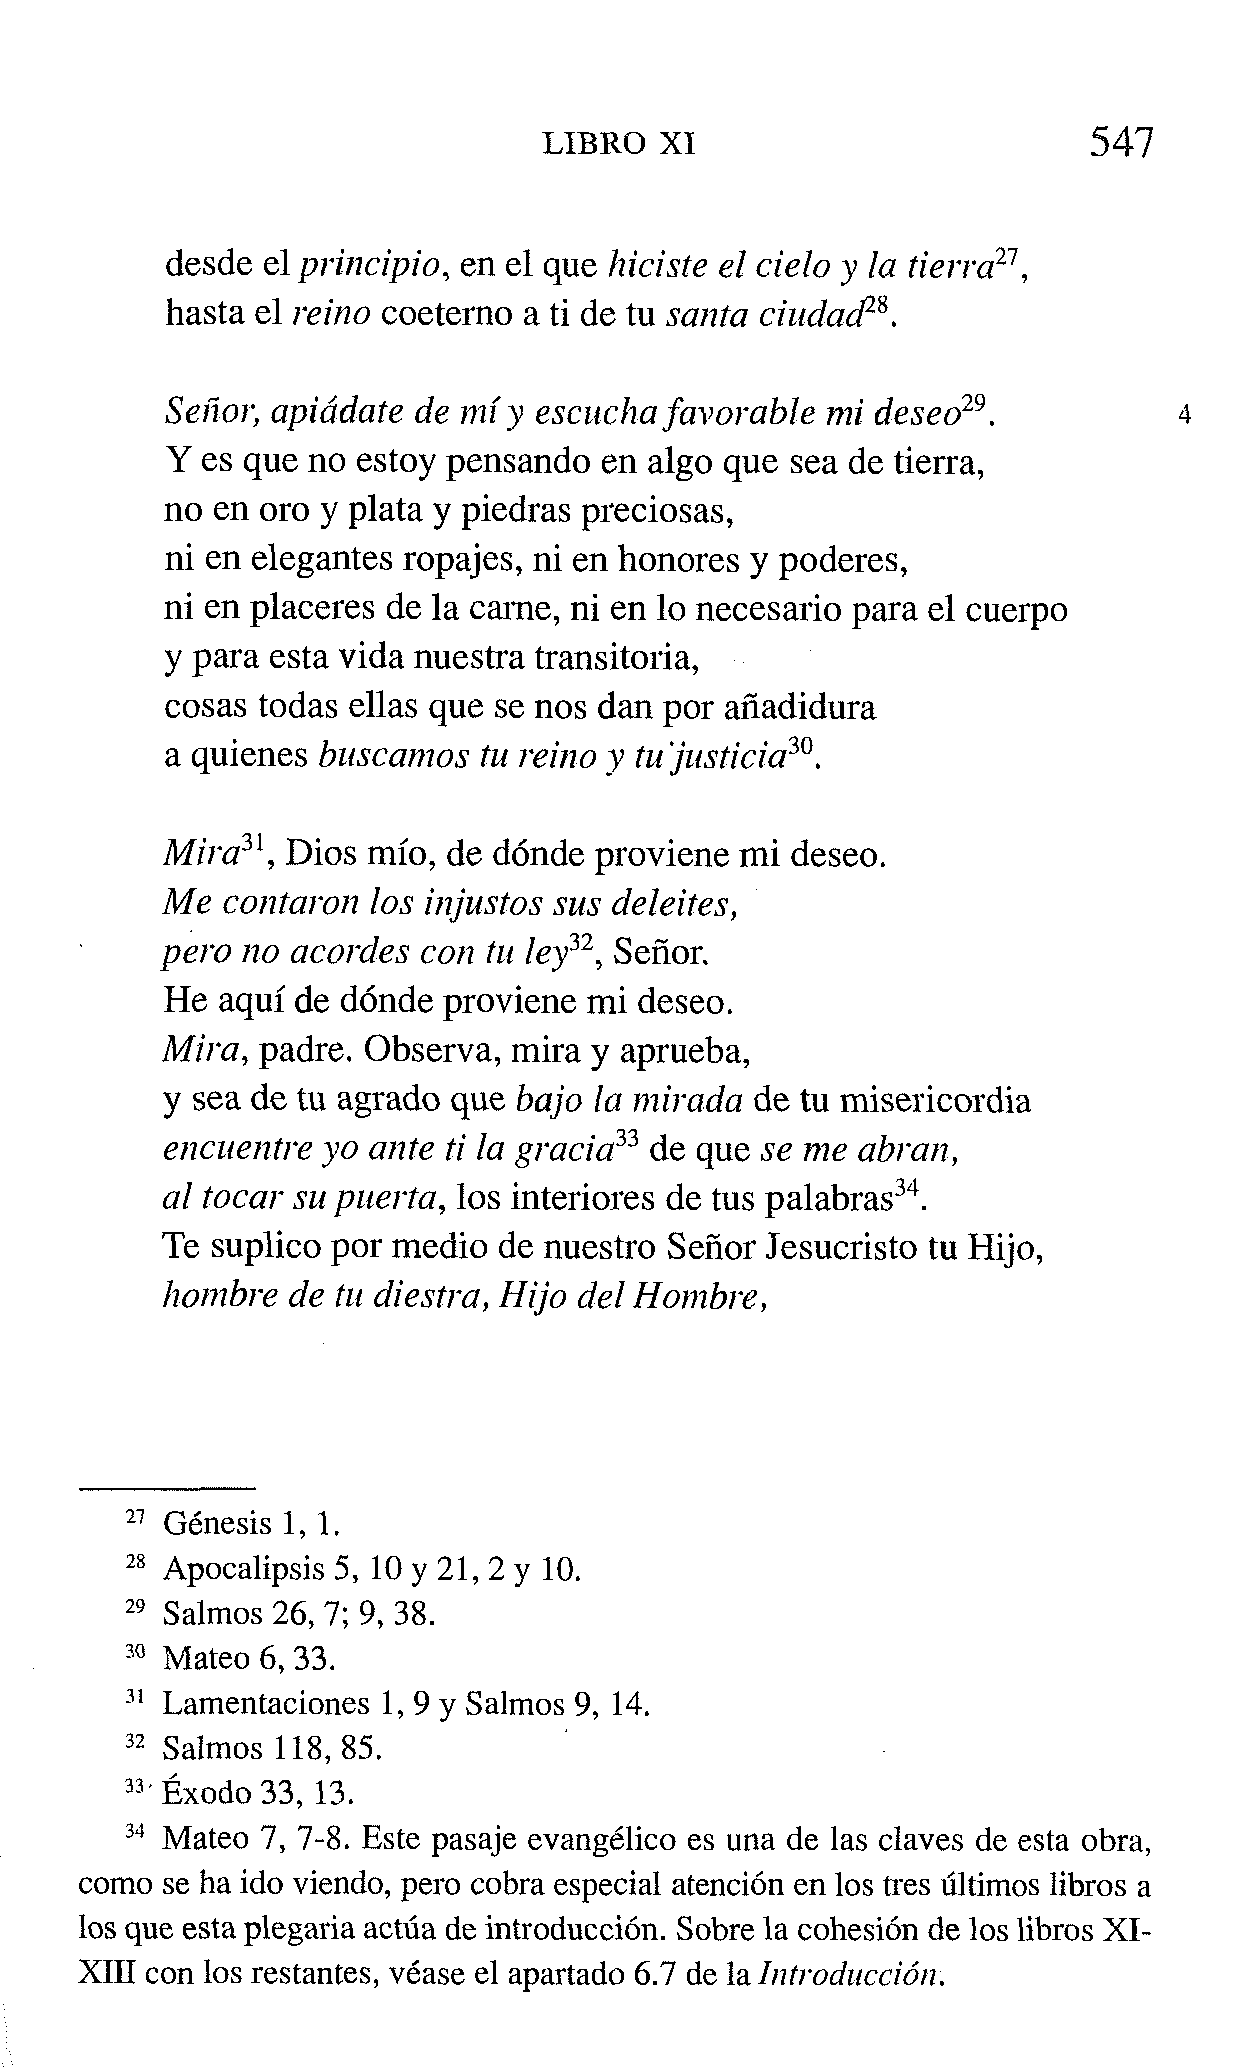 LIBRO XI 547
desde el principio, en el que hiciste el cielo y la tierra²⁷,
hasta el reino coeterno a ti de tu santa ciudad²⁸.
Señor, apiádate de mí y escucha favorable mi deseo²⁹. 4
Y es que no estoy pensando en algo que sea de tierra,
no en oro y plata y piedras preciosas,
ni en elegantes ropajes, ni en honores y poderes,
ni en placeres de la carne, ni en lo necesario para el cuerpo
y para esta vida nuestra transitoria,
cosas todas ellas que se nos dan por añadidura
a quienes buscamos tu reino y tu justicia³⁰.
Mira³¹, Dios mío, de dónde proviene mi deseo.
Me contaron los injustos sus deleites,
pero no acordes con tu ley³², Señor.
He aquí de dónde proviene mi deseo.
Mira, padre. Observa, mira y aprueba,
y sea de tu agrado que bajo la mirada de tu misericordia
encuentre yo ante ti la gracia³³ de que se me abran,
al tocar su puerta, los interiores de tus palabras³⁴.
Te suplico por medio de nuestro Señor Jesucristo tu Hijo,
hombre de tu diestra, Hijo del Hombre,
²⁷ Génesis 1, 1.
²⁸ Apocalipsis 5, 10 y 21, 2 y 10.
²⁹ Salmos 26, 7; 9, 38.
³⁰ Mateo 6, 33.
³¹ Lamentaciones 1, 9 y Salmos 9, 14.
³² Salmos 118, 85.
³³ Éxodo 33, 13.
³⁴ Mateo 7, 7-8. Este pasaje evangélico es una de las claves de esta obra,
como se ha ido viendo, pero cobra especial atención en los tres últimos libros a
los que esta plegaria actúa de introducción. Sobre la cohesión de los libros XI-
XIII con los restantes, véase el apartado 6.7 de la Introducción.